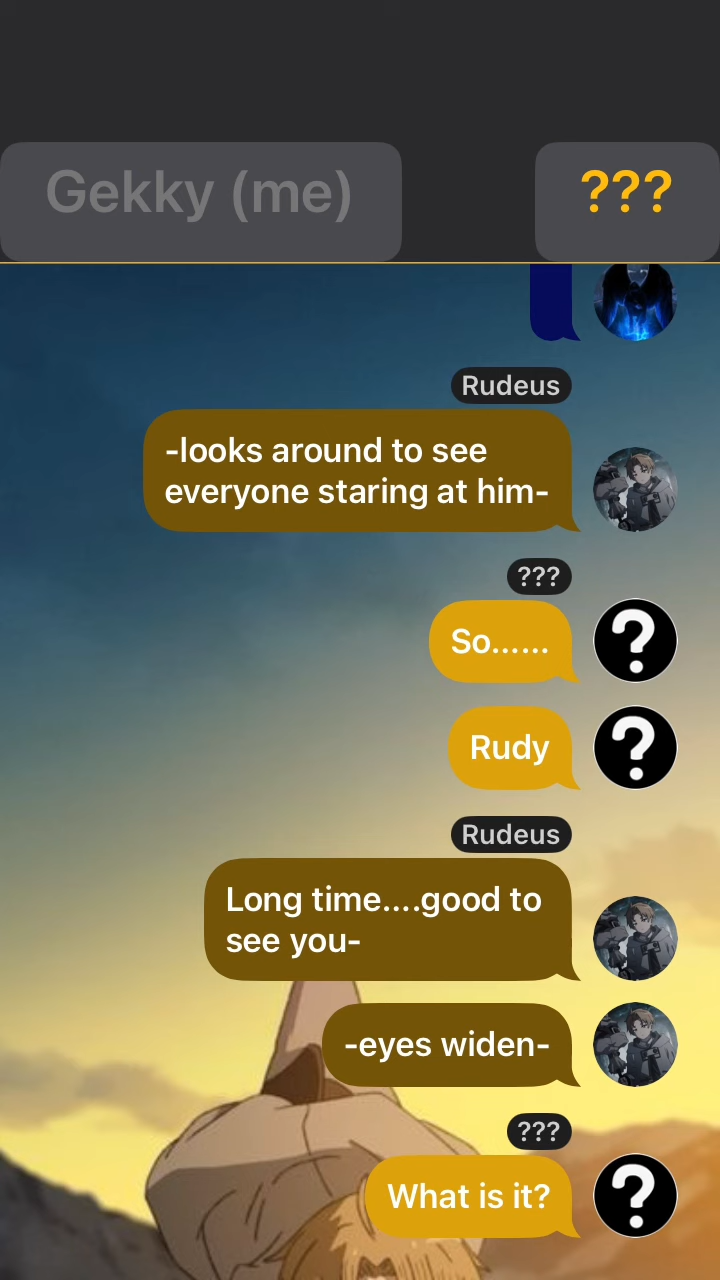 Gekky (me)
???
Rudeus
-looks around to see
everyone staring at him-
???
So......
?
Rudy
?
Rudeus
Long time....good to
see you-
-eyes widen-
???
What is it?
?